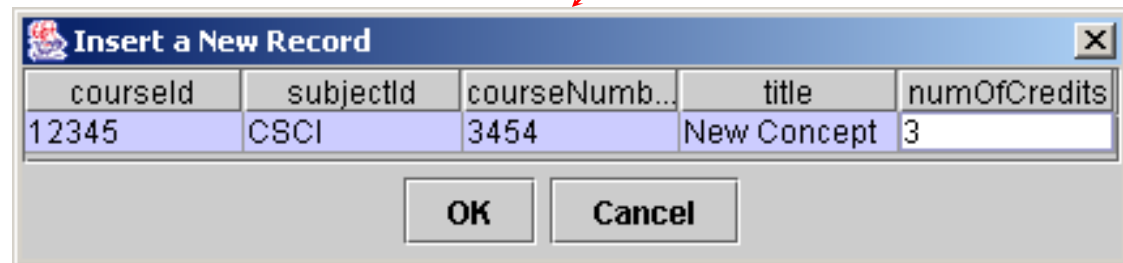 Insert a New Record
courseId subjectId courseNumb... title numOfCredits
12345 CSCI 3454 New Concept 3
OK Cancel